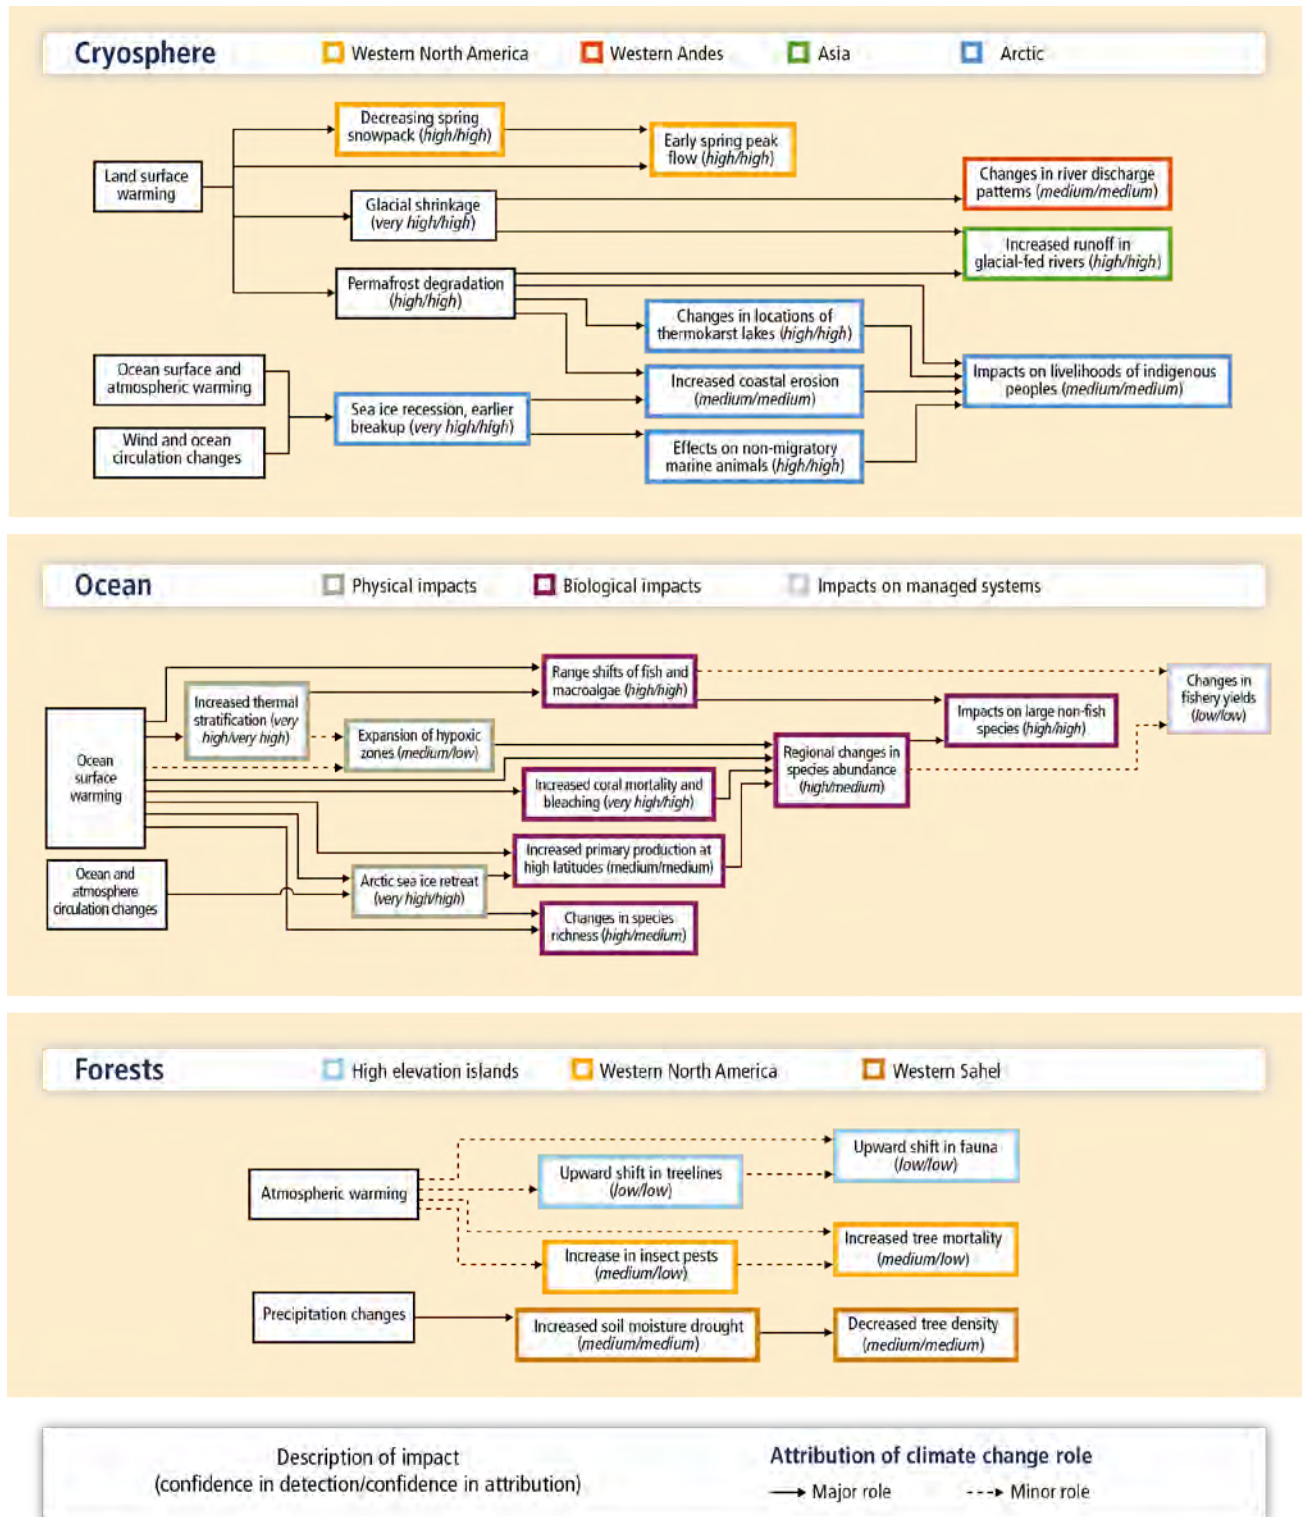 Cryosphere
Western North America
Western Andes
Asia
Arctic
Decreasing spring
snowpack (high/high)
Early spring peak
flow (high/high)
Land surface
warming
Changes in river discharge
patterns (medium/medium)
Glacial shrinkage
(very high/high)
Increased runoff in
glacial-fed rivers (high/high)
Permafrost degradation
(high/high)
Changes in locations of
thermokarst lakes (high/high)
Ocean surface and
atmospheric warming
Increased coastal erosion
(medium/medium)
Impacts on livelihoods of indigenous
peoples (medium/medium)
Sea ice recession, earlier
breakup (very high/high)
Wind and ocean
circulation changes
Effects on non-migratory
marine animals (high/high)
Ocean
Physical impacts
Biological impacts
Impacts on managed systems
Range shifts of fish and
macroalgae (high/high)
Changes in
fishery yields
(low/low)
Increased thermal
stratification (very
high/very high)
Impacts on large non-fish
species (high/high)
Expansion of hypoxic
zones (medium/low)
Regional changes in
species abundance
(high/medium)
Ocean
surface
warming
Increased coral mortality and
bleaching (very high/high)
Increased primary production at
high latitudes (medium/medium)
Ocean and
atmosphere
circulation changes
Arctic sea ice retreat
(very high/high)
Changes in species
richness (high/medium)
Forests
High elevation islands
Western North America
Western Sahel
Upward shift in fauna
(low/low)
Atmospheric warming
Upward shift in treelines
(low/low)
Increased tree mortality
(medium/low)
Increase in insect pests
(medium/low)
Precipitation changes
Increased soil moisture drought
(medium/medium)
Decreased tree density
(medium/medium)
Description of impact
(confidence in detection/confidence in attribution)
Attribution of climate change role
Major role
Minor role